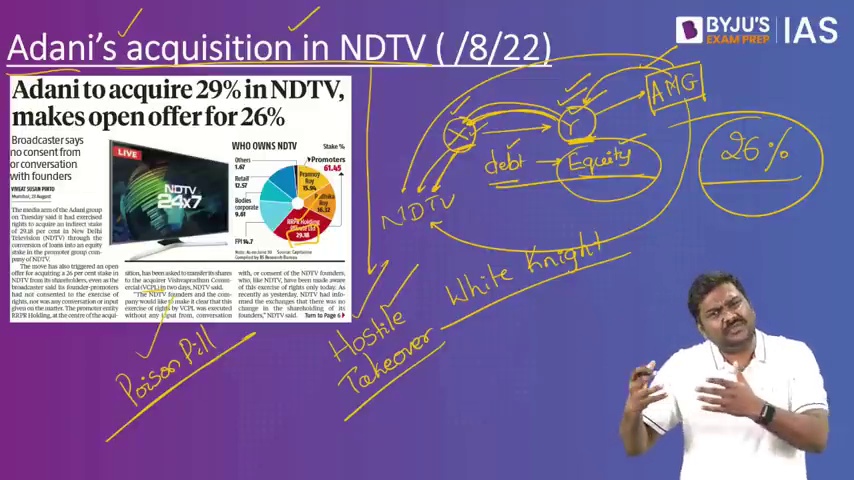 Adani's acquisition in NDTV ( /8/22)
BYJU'S
EXAM PREP
IAS
Adani to acquire 29% in NDTV,
makes open offer for 26%
Broadcaster says
no consent from
or conversation
with founders
VIVEAT SUSAN PINTO
Mumbai, 23 August
The media arm of the Adani group
on Tuesday said it had exercised
rights to acquire an indirect stake
of 29.18 per cent in New Delhi
Television (NDTV) through the
conversion of loans into an equity
stake in the promoter group company
of NDTV.
The move has also triggered an open
offer for acquiring a 26 per cent stake in
NDTV from its shareholders, even as the
broadcaster said its founder-promoters
had not consented to the exercise of
rights, nor was any conversation or input
given on the matter.
RRPR Holding, at the centre of the acqui-
sition, has been asked to transfer its shares
to the acquirer Vishvapradhan Commer-
cial (VCPL) in two days, NDTV said.
"The NDTV founders and the company
would like to make it clear that this
exercise of rights by VCPL was executed
without any input from, conversation
with, or consent of the NDTV founders,
who, like NDTV, have been made aware
of this exercise of rights only today. As
recently as yesterday, NDTV had infor-
med the exchanges that there was no
change in the shareholding of its
founders," NDTV said.
Turn to Page 6
LIVE
NDTV
24x7
WHO OWNS NDTV
Stake %
Others
1.67
Retail
12.57
Bodies
corporate
9.61
FPI 14.7
Promoters
61.45
Prannoy
Roy
15.94
Radhika
Roy
16.32
RRPR Holding
Private Ltd
29.18
Note: As on June 30
Source: Capitaline
Compiled by BS Research Bureau
X
Y
AMG
debt → Equity
NDTV
26%
White Knight
Hostile
Takeover
Poison Pill